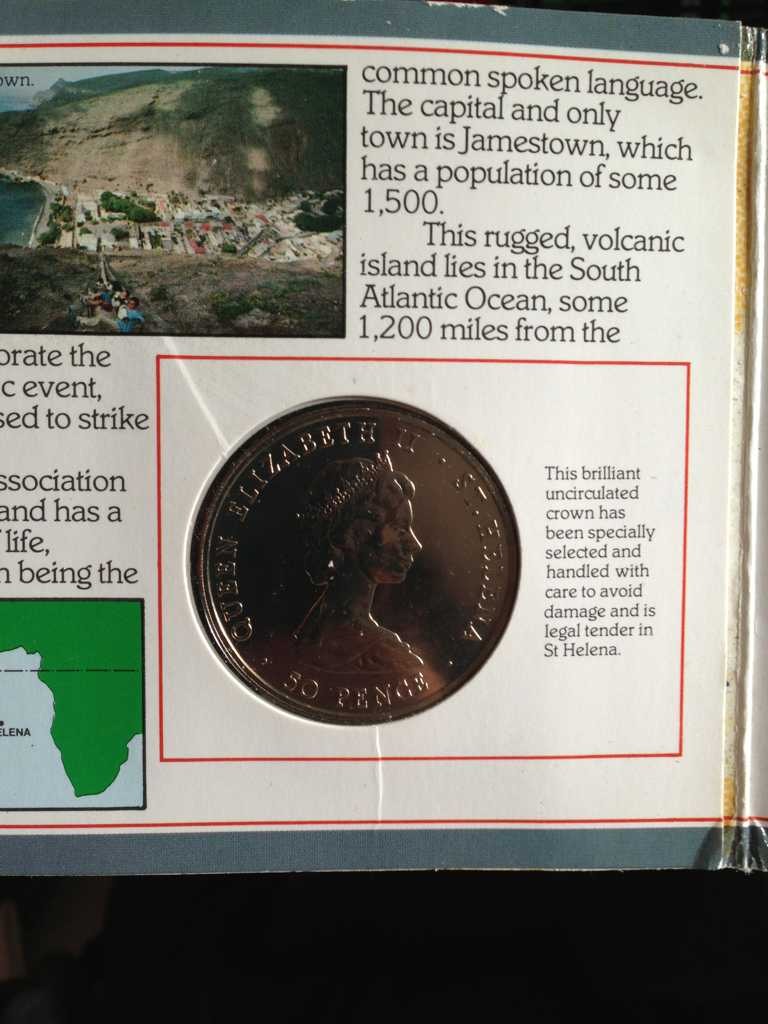 own.
common spoken language.
The capital and only
town is Jamestown, which
has a population of some
1,500.
This rugged, volcanic
island lies in the South
Atlantic Ocean, some
1,200 miles from the
orate the
c event,
sed to strike
ssociation
and has a
life,
n being the
ELENA
QUEEN ELIZABETH II · ST. HELENA ·
50 PENCE ·
This brilliant
uncirculated
crown has
been specially
selected and
handled with
care to avoid
damage and is
legal tender in
St Helena.